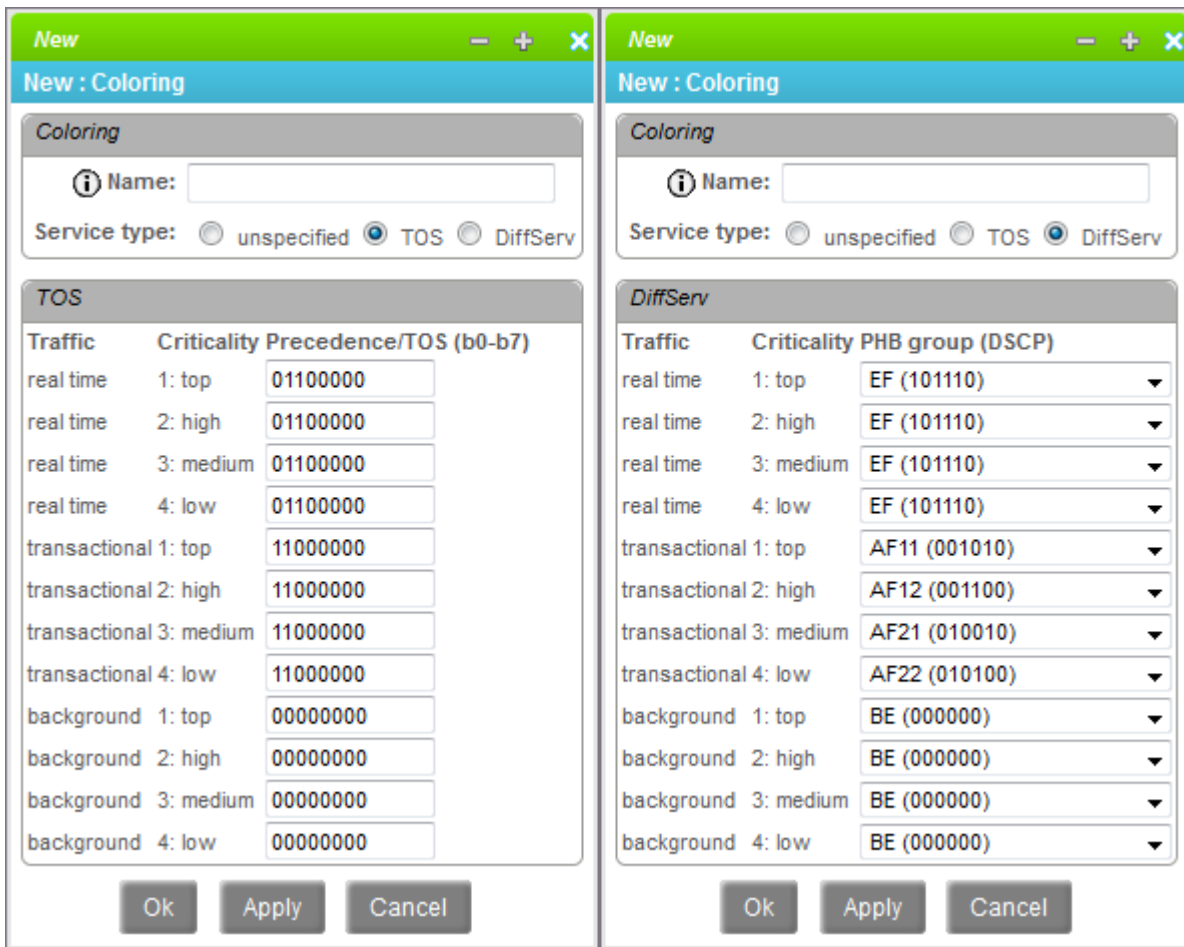 New
New : Coloring
Coloring
Name:
Service type: unspecified TOS DiffServ
TOS
Traffic Criticality Precedence/TOS (b0-b7)
real time 1: top 01100000
real time 2: high 01100000
real time 3: medium 01100000
real time 4: low 01100000
transactional 1: top 11000000
transactional 2: high 11000000
transactional 3: medium 11000000
transactional 4: low 11000000
background 1: top 00000000
background 2: high 00000000
background 3: medium 00000000
background 4: low 00000000
Ok Apply Cancel
New
New : Coloring
Coloring
Name:
Service type: unspecified TOS DiffServ
DiffServ
Traffic Criticality PHB group (DSCP)
real time 1: top EF (101110)
real time 2: high EF (101110)
real time 3: medium EF (101110)
real time 4: low EF (101110)
transactional 1: top AF11 (001010)
transactional 2: high AF12 (001100)
transactional 3: medium AF21 (010010)
transactional 4: low AF22 (010100)
background 1: top BE (000000)
background 2: high BE (000000)
background 3: medium BE (000000)
background 4: low BE (000000)
Ok Apply Cancel